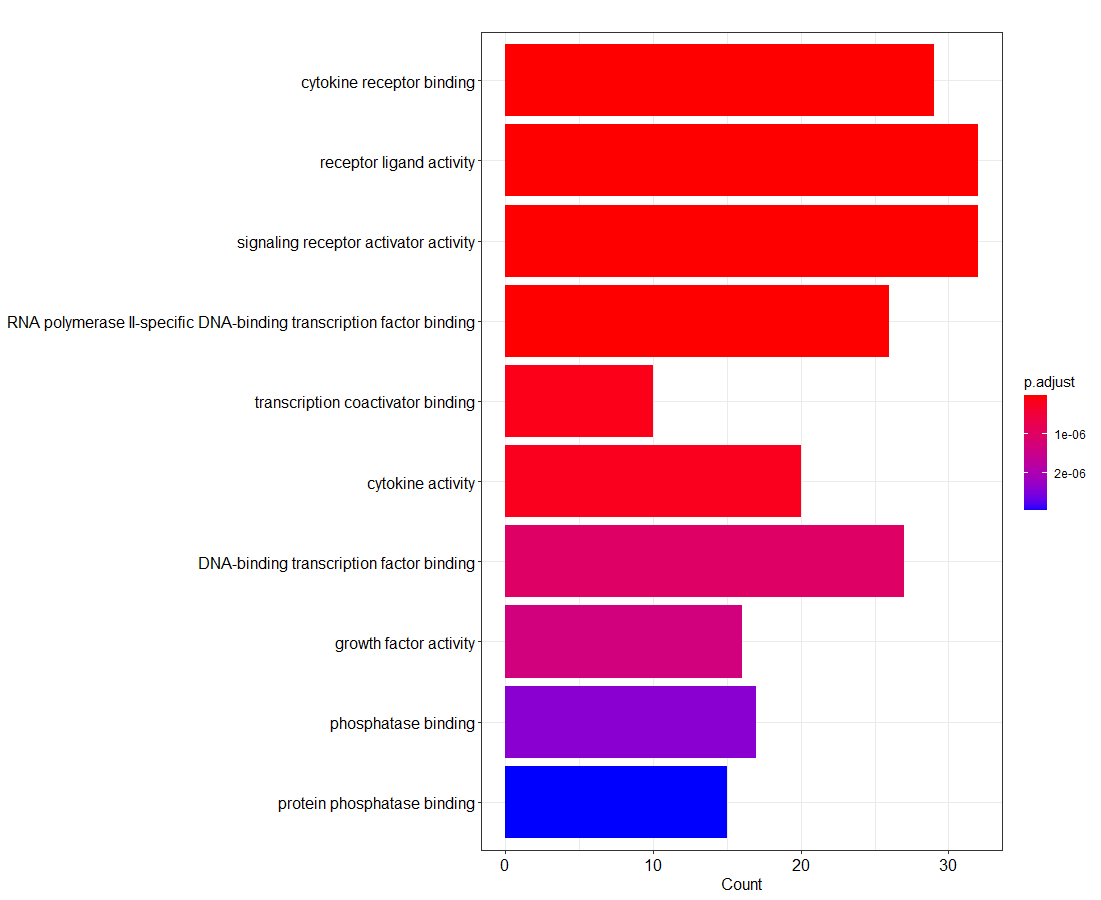 cytokine receptor binding
receptor ligand activity
signaling receptor activator activity
RNA polymerase II-specific DNA-binding transcription factor binding
transcription coactivator binding
cytokine activity
DNA-binding transcription factor binding
growth factor activity
phosphatase binding
protein phosphatase binding
0 10 20 30
Count
p.adjust
1e-06
2e-06